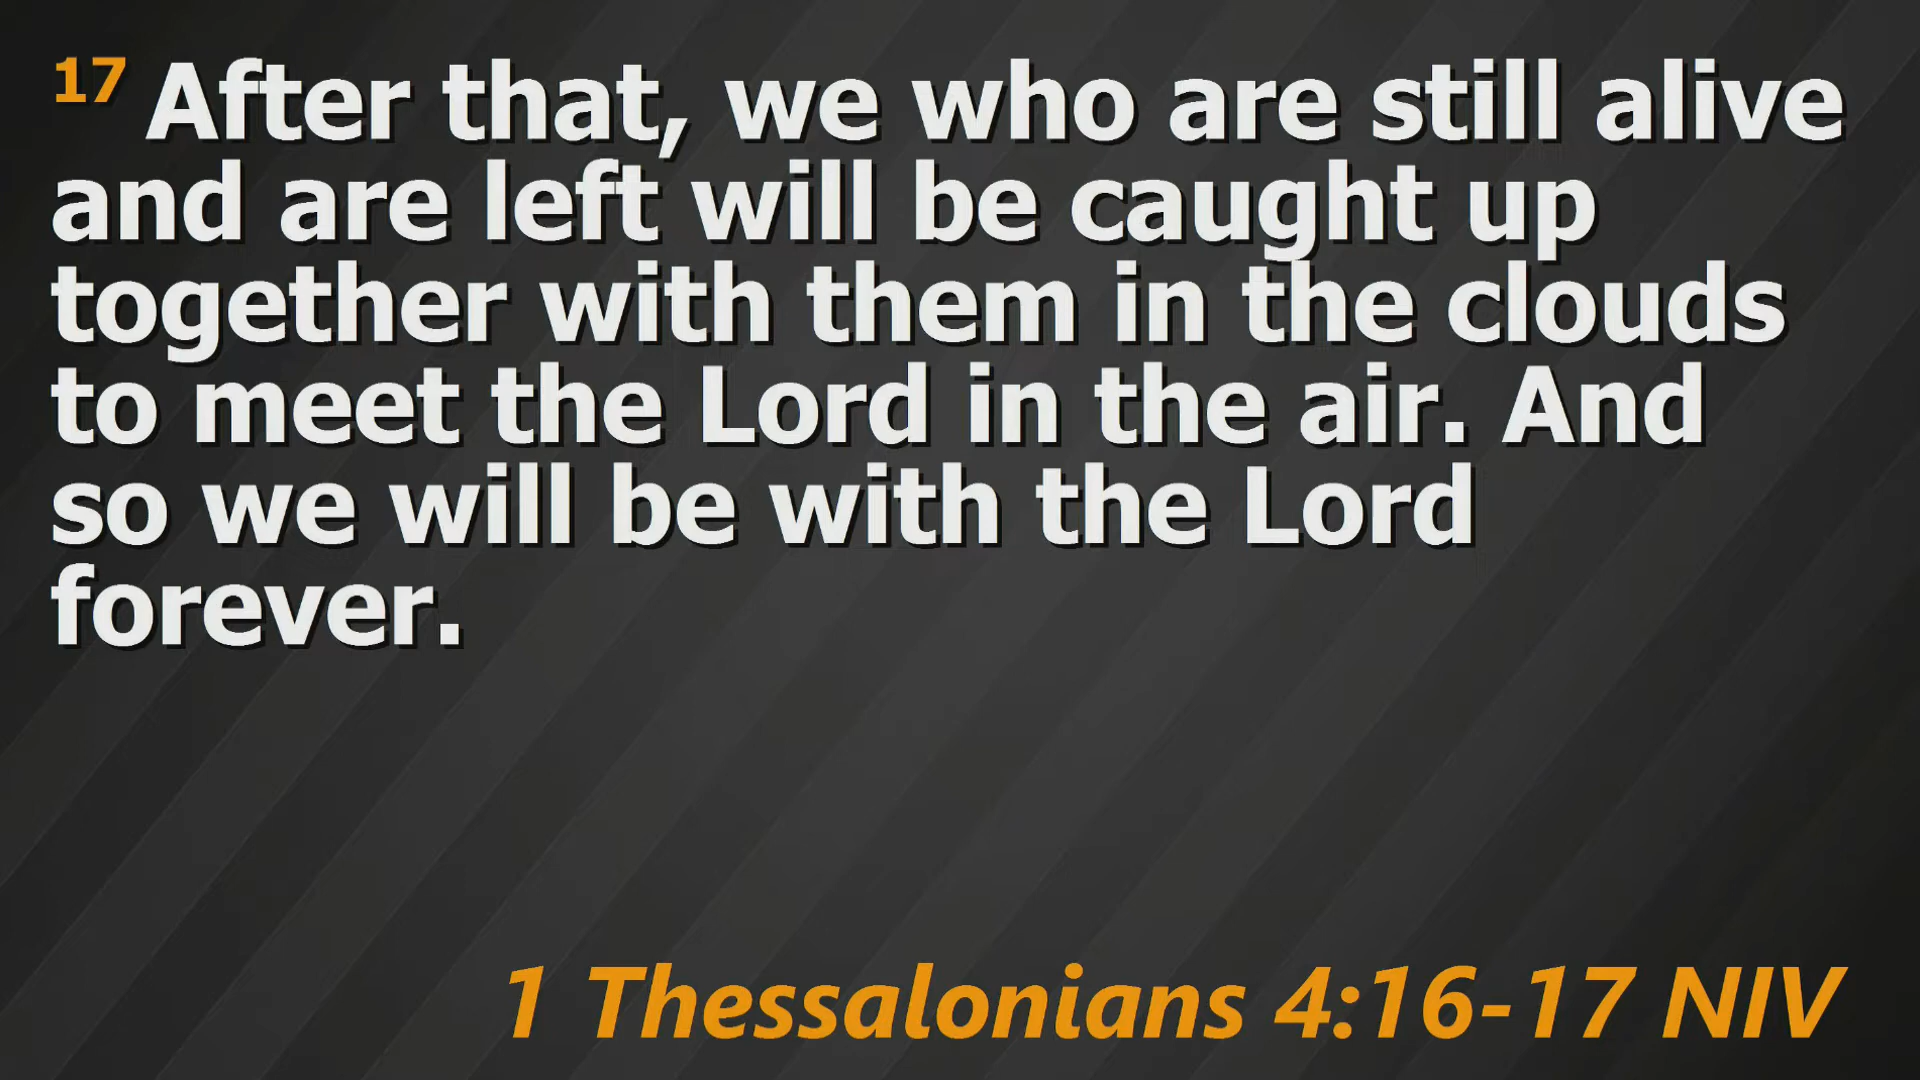 17 After that, we who are still alive
and are left will be caught up
together with them in the clouds
to meet the Lord in the air. And
so we will be with the Lord
forever.
1 Thessalonians 4:16-17 NIV